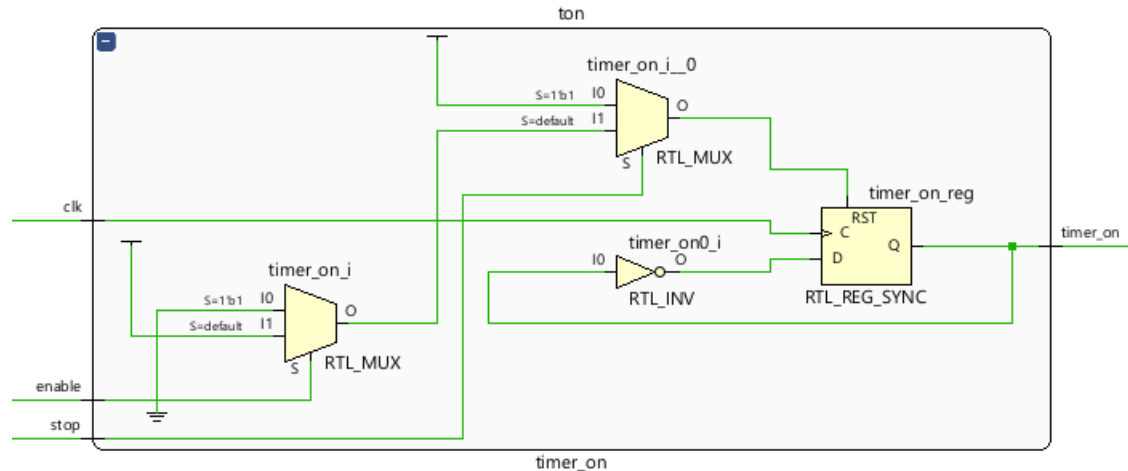 ton
timer_on_i__0
S=1'b1 I0
O
S=default I1
S
RTL_MUX
timer_on_reg
clk
RST
C
D
Q
timer_on
RTL_REG_SYNC
timer_on0_i
I0
O
RTL_INV
timer_on_i
S=1'b1 I0
O
S=default I1
S
RTL_MUX
enable
stop
timer_on